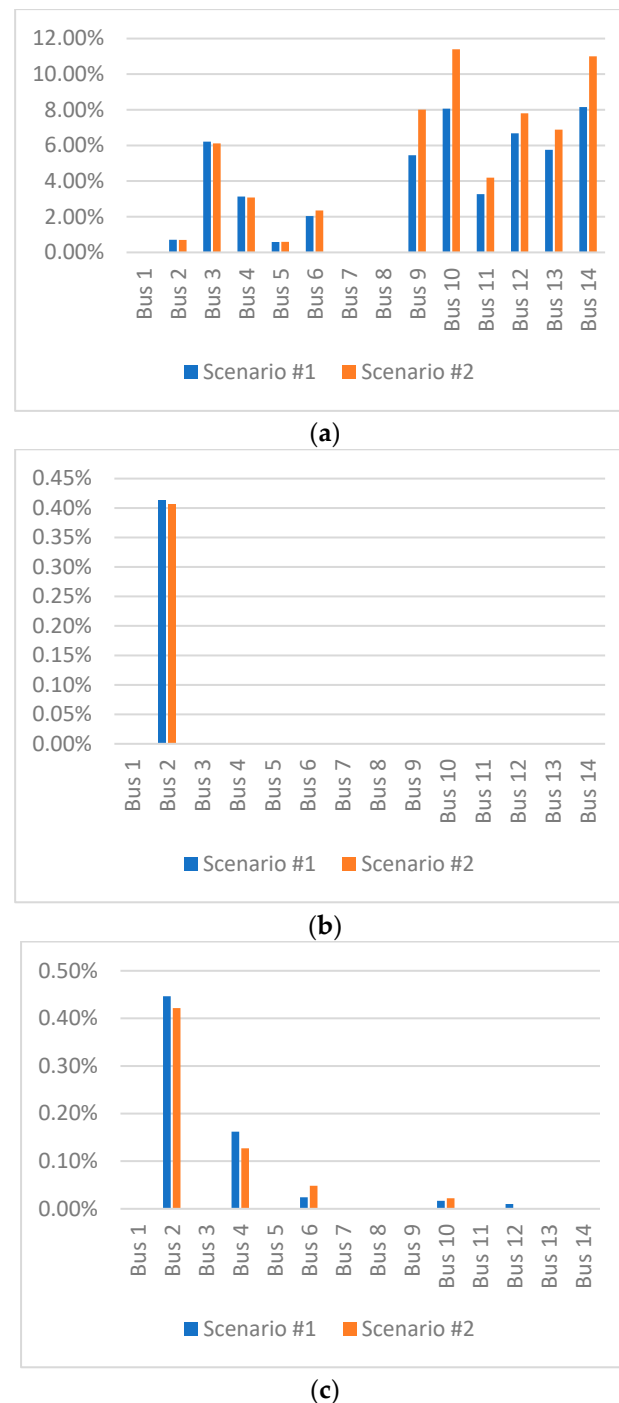 12.00%
10.00%
8.00%
6.00%
4.00%
2.00%
0.00%
Bus 1
Bus 2
Bus 3
Bus 4
Bus 5
Bus 6
Bus 7
Bus 8
Bus 9
Bus 10
Bus 11
Bus 12
Bus 13
Bus 14
Scenario #1 Scenario #2
(a)
0.45%
0.40%
0.35%
0.30%
0.25%
0.20%
0.15%
0.10%
0.05%
0.00%
Bus 1
Bus 2
Bus 3
Bus 4
Bus 5
Bus 6
Bus 7
Bus 8
Bus 9
Bus 10
Bus 11
Bus 12
Bus 13
Bus 14
Scenario #1 Scenario #2
(b)
0.50%
0.40%
0.30%
0.20%
0.10%
0.00%
Bus 1
Bus 2
Bus 3
Bus 4
Bus 5
Bus 6
Bus 7
Bus 8
Bus 9
Bus 10
Bus 11
Bus 12
Bus 13
Bus 14
Scenario #1 Scenario #2
(c)